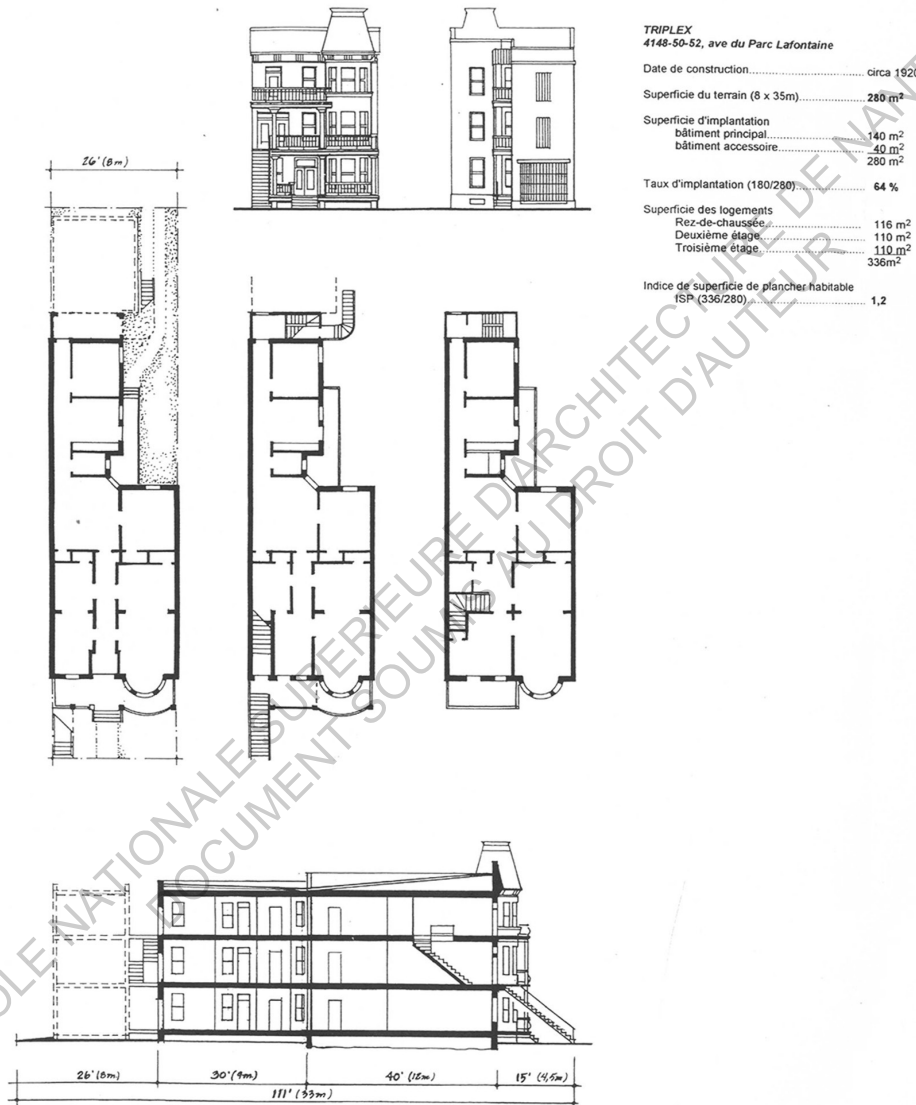 TRIPLEX
4148-50-52, ave du Parc Lafontaine
Date de construction.......................... circa 1920
Superficie du terrain (8 x 35m).................. 280 m²
Superficie d'implantation
bâtiment principal......................... 140 m²
bâtiment accessoire...................... 40 m²
280 m²
Taux d'implantation (180/280).................. 64 %
Superficie des logements
Rez-de-chaussée.......................... 116 m²
Deuxième étage............................ 110 m²
Troisième étage............................ 110 m²
336m²
Indice de superficie de plancher habitable
ISP (336/280).............................. 1,2
26' (8m)
26' (8m)
30' (9m)
40' (12m)
15' (4,5m)
111' (33m)
OLE NATIONALE SUPERIEURE D'ARCHITECTURE DE NANT
DOCUMENT SOUMIS AU DROIT D'AUTEUR